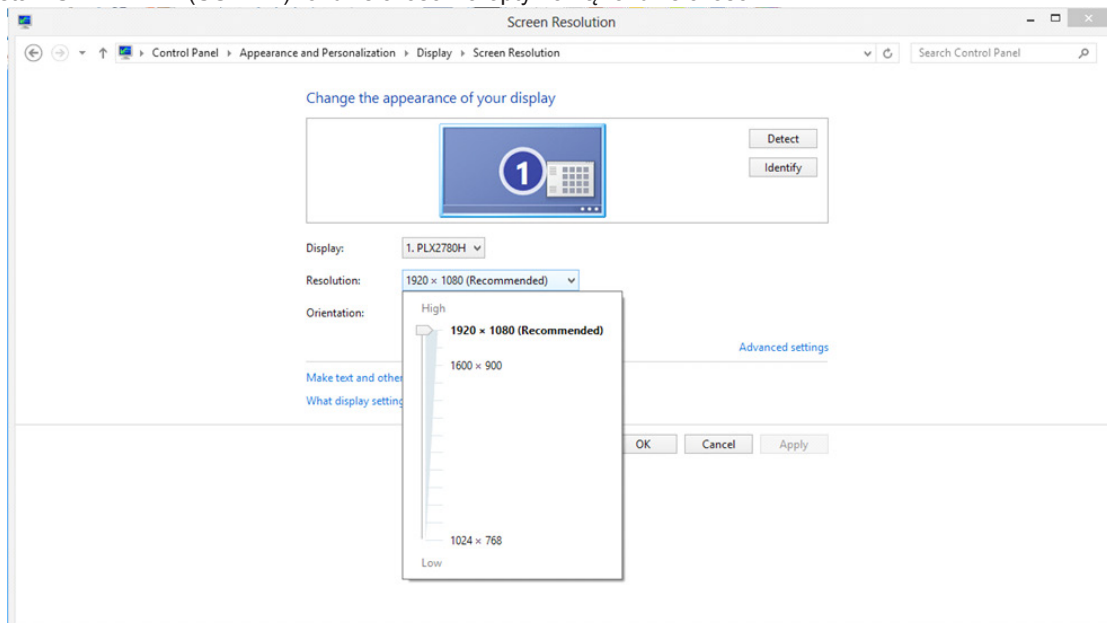 Screen Resolution
Control Panel Appearance and Personalization Display Screen Resolution
Search Control Panel
Change the appearance of your display
1
Detect
Identify
Display: 1. PLX2780H
Resolution: 1920 × 1080 (Recommended)
Orientation:
High
1920 × 1080 (Recommended)
1600 × 900
1024 × 768
Low
Advanced settings
Make text and other
What display setting
OK Cancel Apply